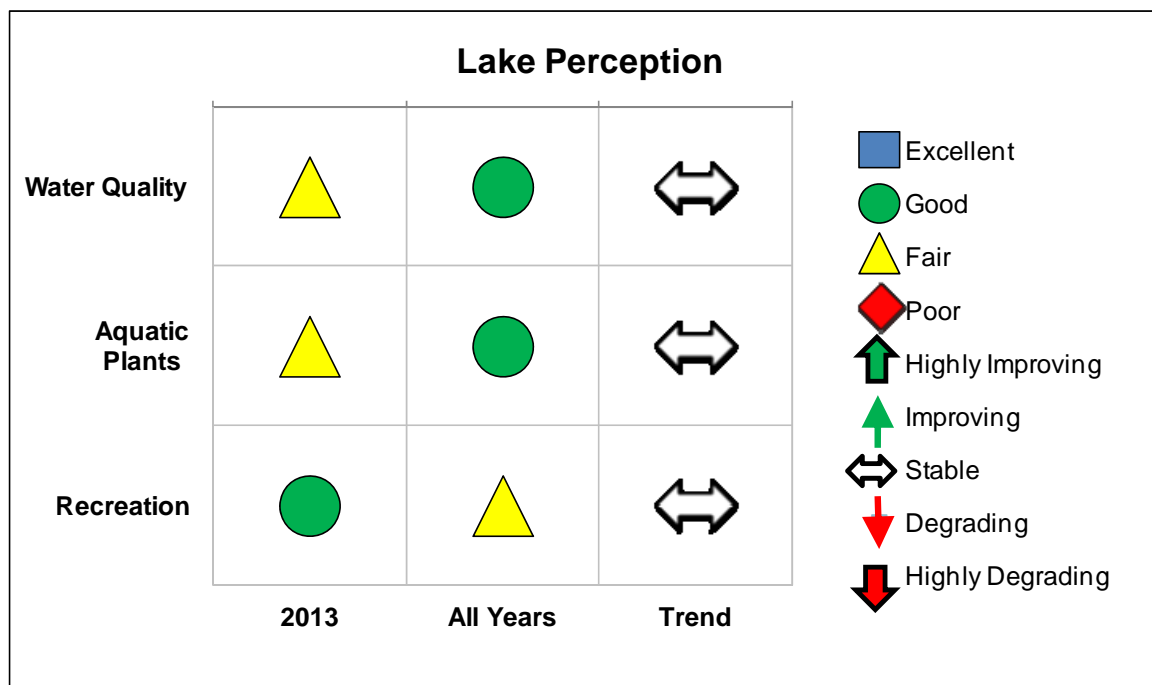 Lake Perception
Water Quality
Aquatic
Plants
Recreation
2013
All Years
Trend
Excellent
Good
Fair
Poor
Highly Improving
Improving
Stable
Degrading
Highly Degrading